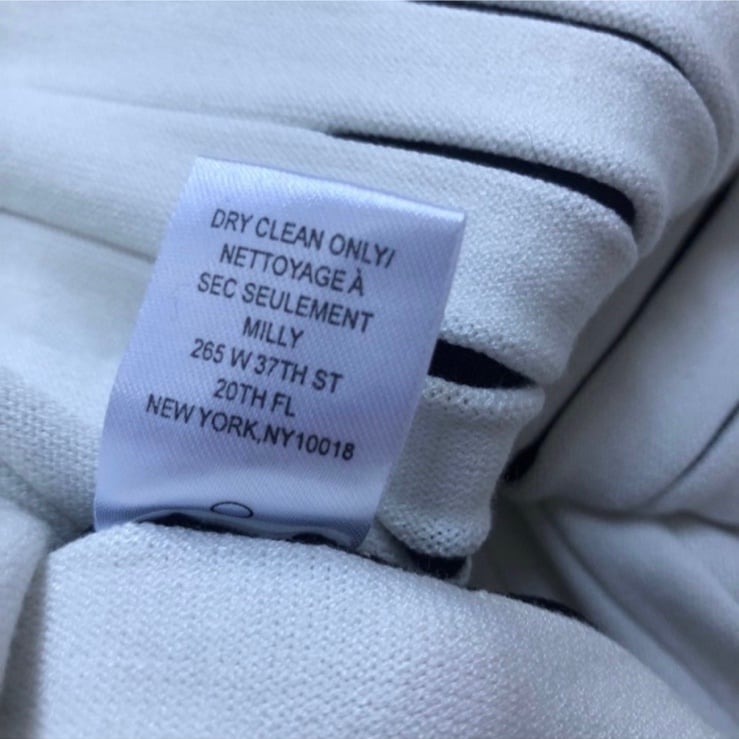 DRY CLEAN ONLY/
NETTOYAGE À
SEC SEULEMENT
MILLY
265 W 37TH ST
20TH FL
NEW YORK,NY10018